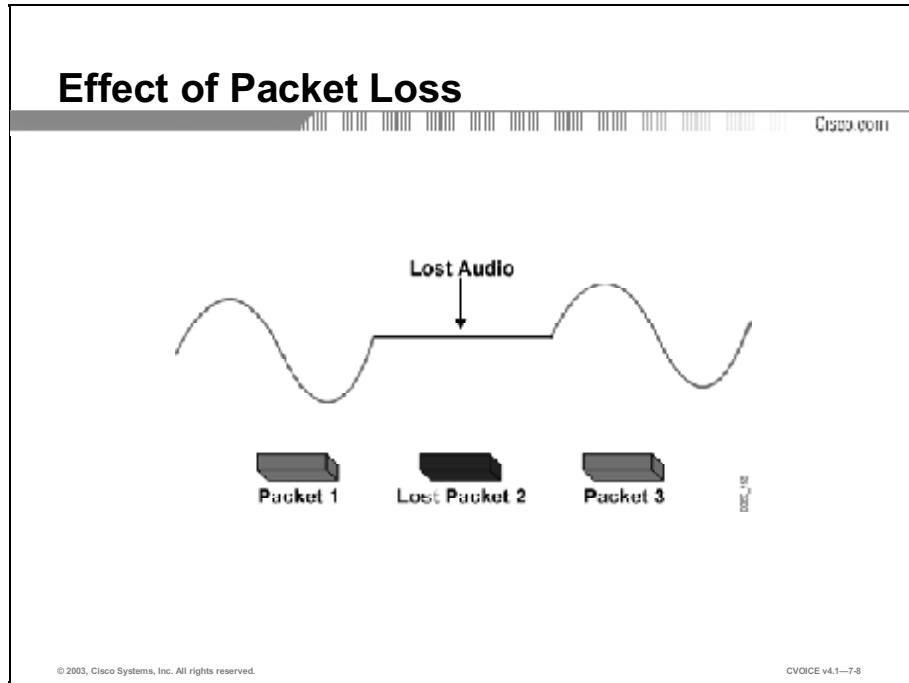 Effect of Packet Loss
Cisco.com
Lost Audio
Packet 1
Lost Packet 2
Packet 3
© 2003, Cisco Systems, Inc. All rights reserved.
CVOICE v4.1—7-8